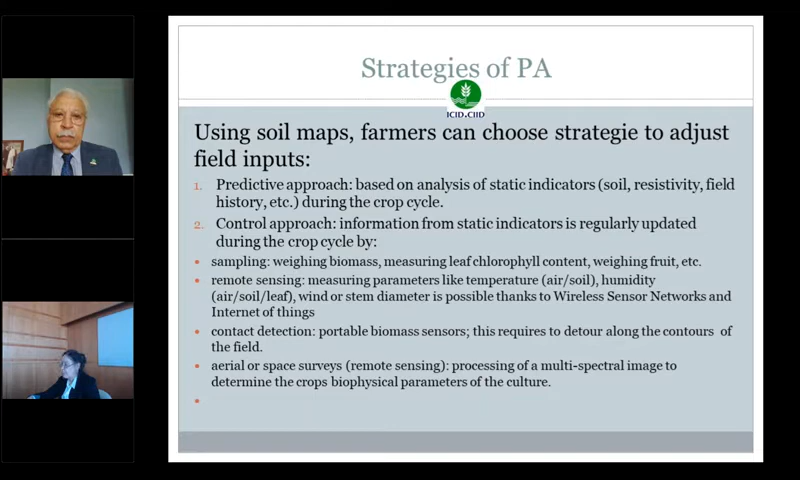 Strategies of PA
ICID.CIID
Using soil maps, farmers can choose strategie to adjust
field inputs:
1. Predictive approach: based on analysis of static indicators (soil, resistivity, field
history, etc.) during the crop cycle.
2. Control approach: information from static indicators is regularly updated
during the crop cycle by:
• sampling: weighing biomass, measuring leaf chlorophyll content, weighing fruit, etc.
• remote sensing: measuring parameters like temperature (air/soil), humidity
(air/soil/leaf), wind or stem diameter is possible thanks to Wireless Sensor Networks and
Internet of things
• contact detection: portable biomass sensors; this requires to detour along the contours of
the field.
• aerial or space surveys (remote sensing): processing of a multi-spectral image to
determine the crops biophysical parameters of the culture.
•